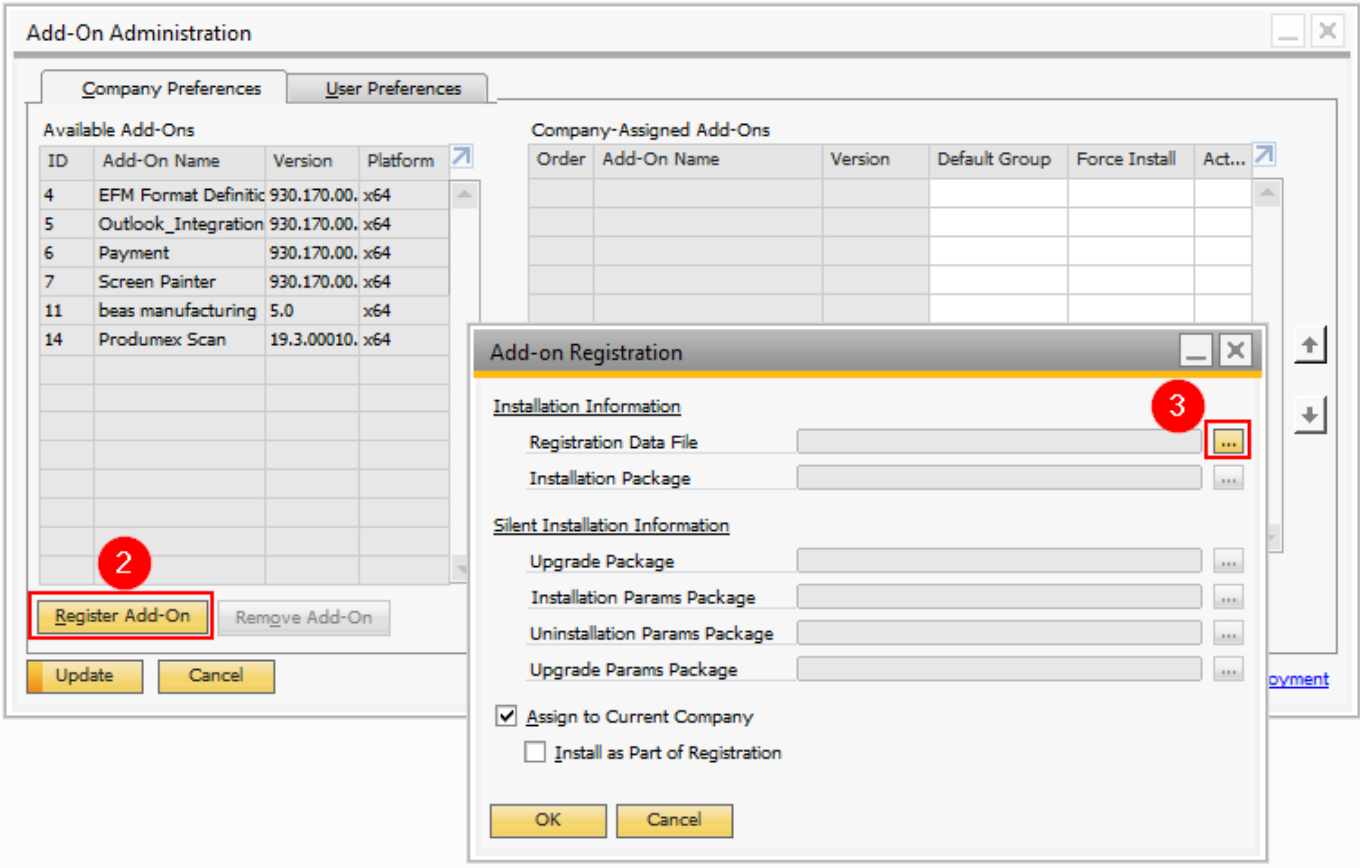 Add-On Administration
Company Preferences User Preferences
Available Add-Ons
ID Add-On Name Version Platform
4 EFM Format Definitic 930.170.00. x64
5 Outlook_Integration 930.170.00. x64
6 Payment 930.170.00. x64
7 Screen Painter 930.170.00. x64
11 beas manufacturing 5.0 x64
14 Produmex Scan 19.3.00010. x64
2
Register Add-On Remove Add-On
Update Cancel
Company-Assigned Add-Ons
Order Add-On Name Version Default Group Force Install Act...
oyment
Add-on Registration
Installation Information
3
Registration Data File ...
Installation Package ...
Silent Installation Information
Upgrade Package ...
Installation Params Package ...
Uninstallation Params Package ...
Upgrade Params Package ...
Assign to Current Company
Install as Part of Registration
OK Cancel